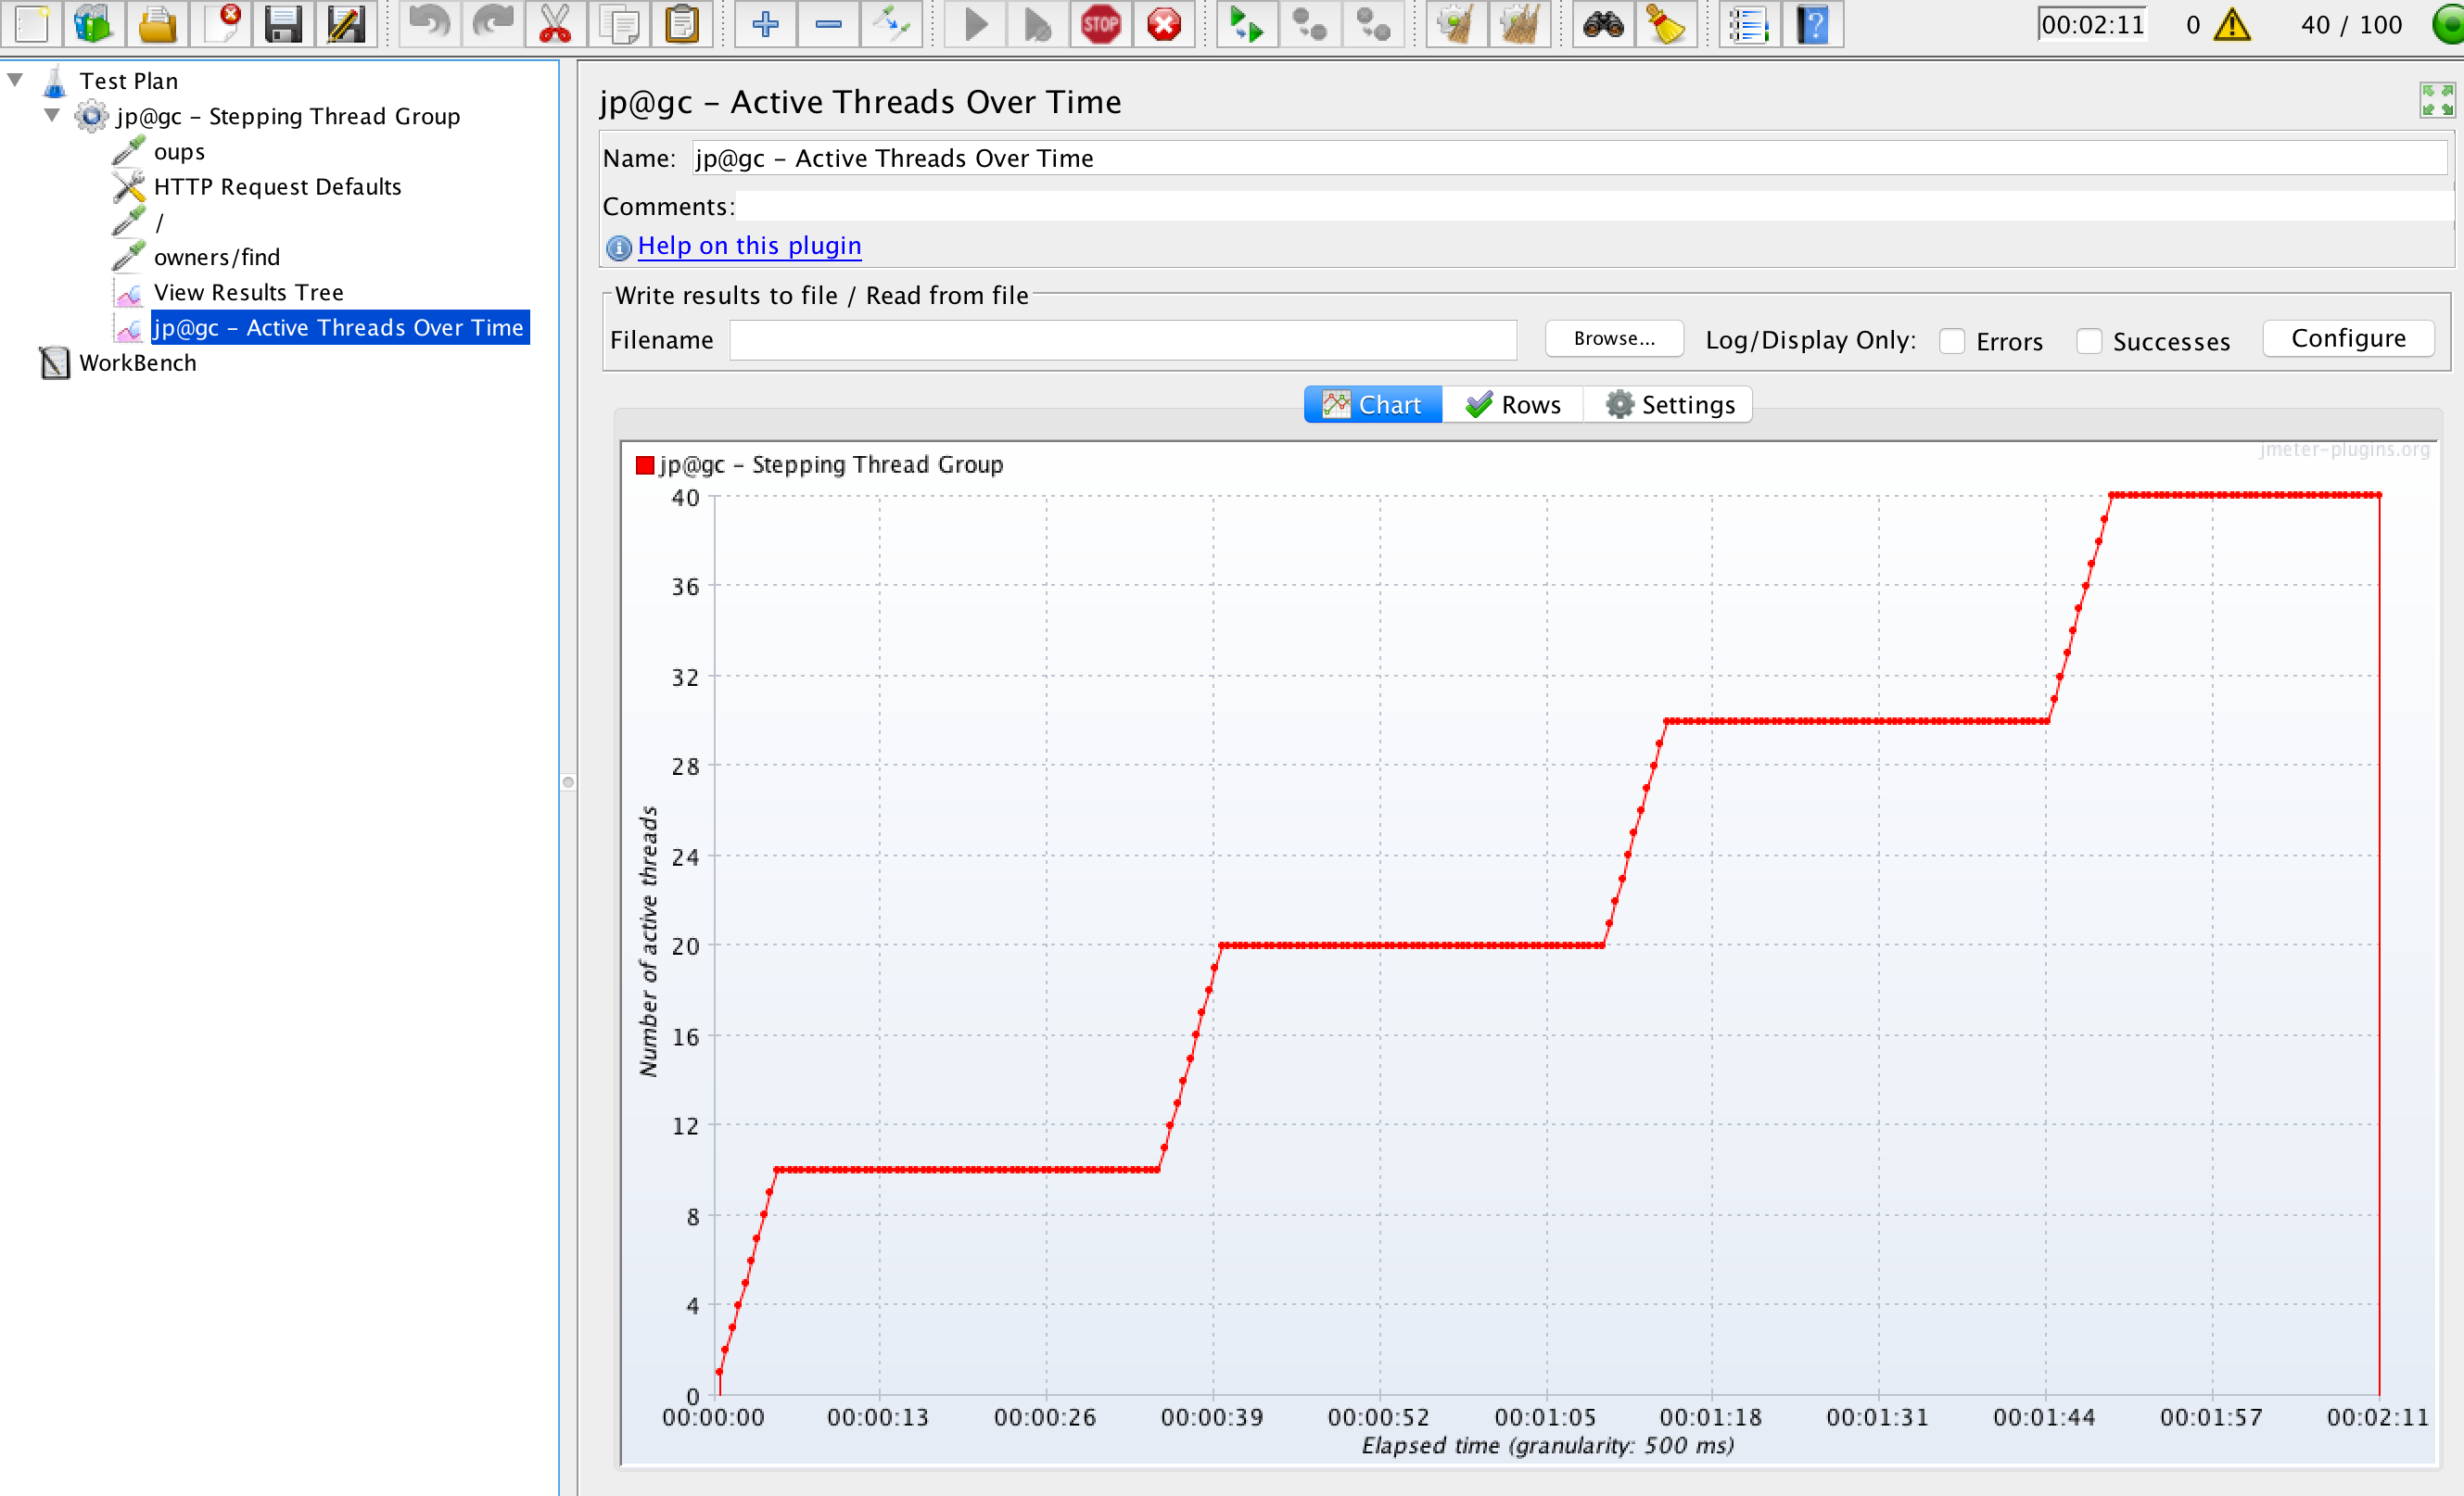 STOP
00:02:11 0 40 / 100
Test Plan
jp@gc - Stepping Thread Group
oups
HTTP Request Defaults
/
owners/find
View Results Tree
jp@gc - Active Threads Over Time
WorkBench
jp@gc - Active Threads Over Time
Name: jp@gc - Active Threads Over Time
Comments:
Help on this plugin
Write results to file / Read from file
Filename Browse... Log/Display Only: Errors Successes Configure
Chart Rows Settings
jmeter-plugins.org
jp@gc - Stepping Thread Group
40
36
32
28
24
20
16
12
8
4
0
Number of active threads
00:00:00 00:00:13 00:00:26 00:00:39 00:00:52 00:01:05 00:01:18 00:01:31 00:01:44 00:01:57 00:02:11
Elapsed time (granularity: 500 ms)